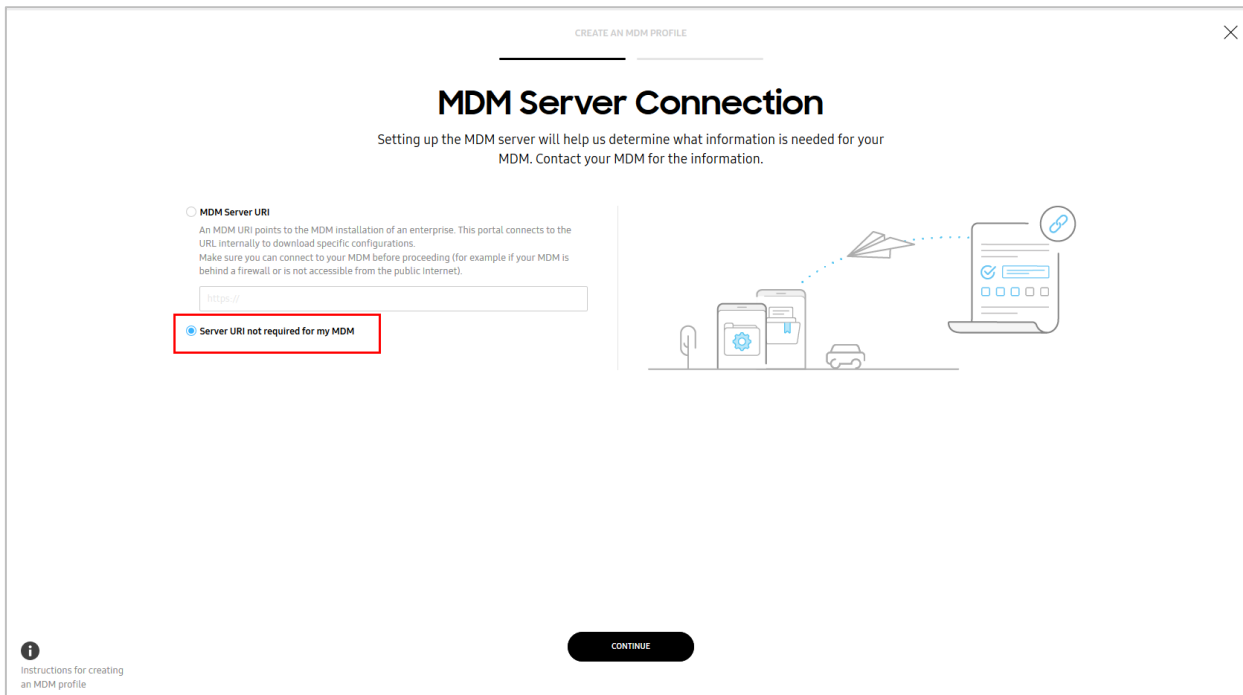 CREATE AN MDM PROFILE
MDM Server Connection
Setting up the MDM server will help us determine what information is needed for your
MDM. Contact your MDM for the information.
MDM Server URI
An MDM URI points to the MDM installation of an enterprise. This portal connects to the
URL internally to download specific configurations.
Make sure you can connect to your MDM before proceeding (for example if your MDM is
behind a firewall or is not accessible from the public internet).
https://
Server URI not required for my MDM
CONTINUE
Instructions for creating
an MDM profile